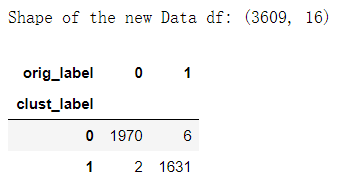 Shape of the new Data df: (3609, 16)
orig_label 0 1
clust_label
0 1970 6
1 2 1631